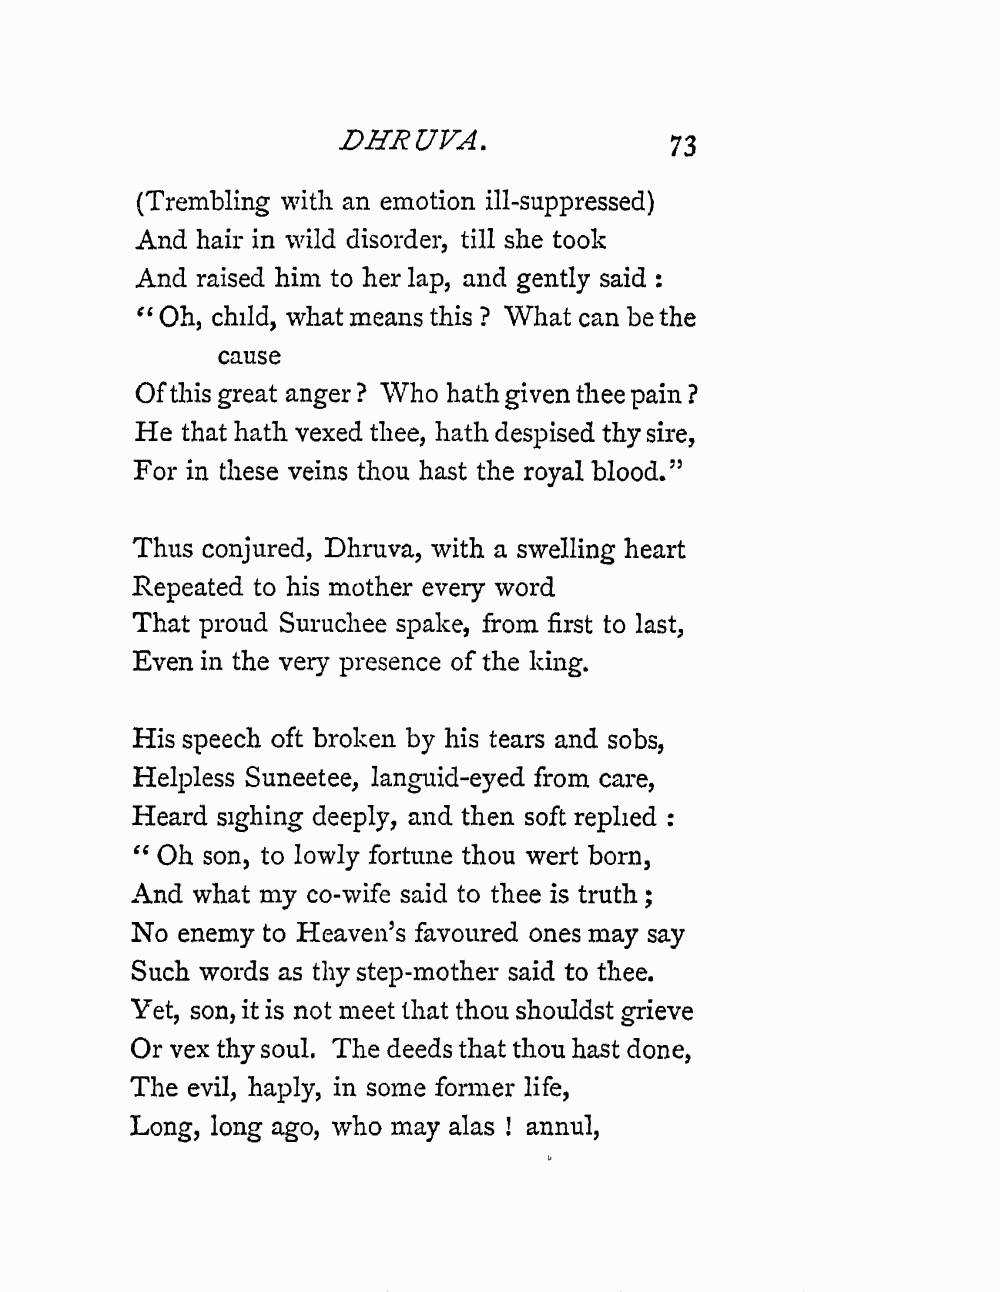 DHRUVA. 73
(Trembling with an emotion ill-suppressed)
And hair in wild disorder, till she took
And raised him to her lap, and gently said :
“ Oh, child, what means this ? What can be the
cause
Of this great anger ? Who hath given thee pain ?
He that hath vexed thee, hath despised thy sire,
For in these veins thou hast the royal blood.”
Thus conjured, Dhruva, with a swelling heart
Repeated to his mother every word
That proud Suruchee spake, from first to last,
Even in the very presence of the king.
His speech oft broken by his tears and sobs,
Helpless Suneetee, languid-eyed from care,
Heard sighing deeply, and then soft replied :
“ Oh son, to lowly fortune thou wert born,
And what my co-wife said to thee is truth ;
No enemy to Heaven’s favoured ones may say
Such words as thy step-mother said to thee.
Yet, son, it is not meet that thou shouldst grieve
Or vex thy soul. The deeds that thou hast done,
The evil, haply, in some former life,
Long, long ago, who may alas ! annul,